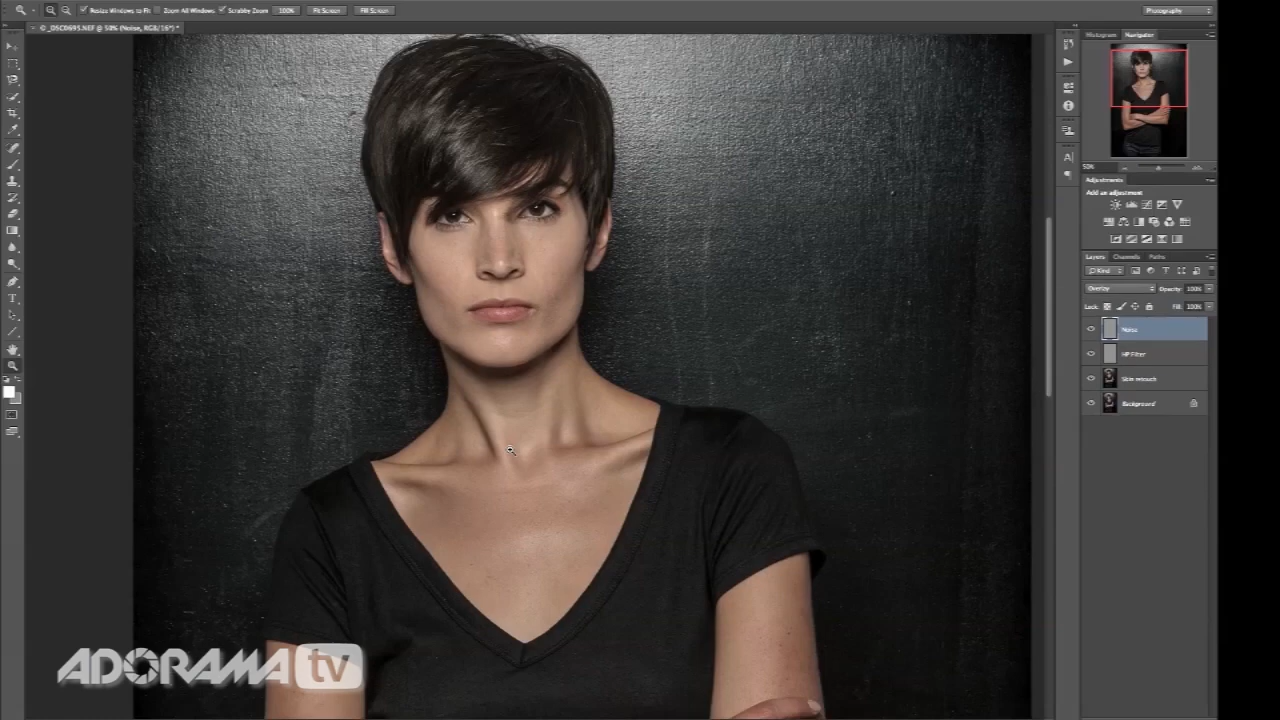 Resize Windows to Fit Zoom All Windows Scrubby Zoom 100% Fit Screen Fill Screen Photography
× © _DSC0695.NEF @ 50% (Noise, RGB/16*) *
Histogram Navigator
50%
Adjustments
Add an adjustment
Layers Channels Paths
Kind
Overlay Opacity: 100%
Lock: Fill: 100%
Noise
HP Filter
Skin retouch
Background
ADORAMA tv